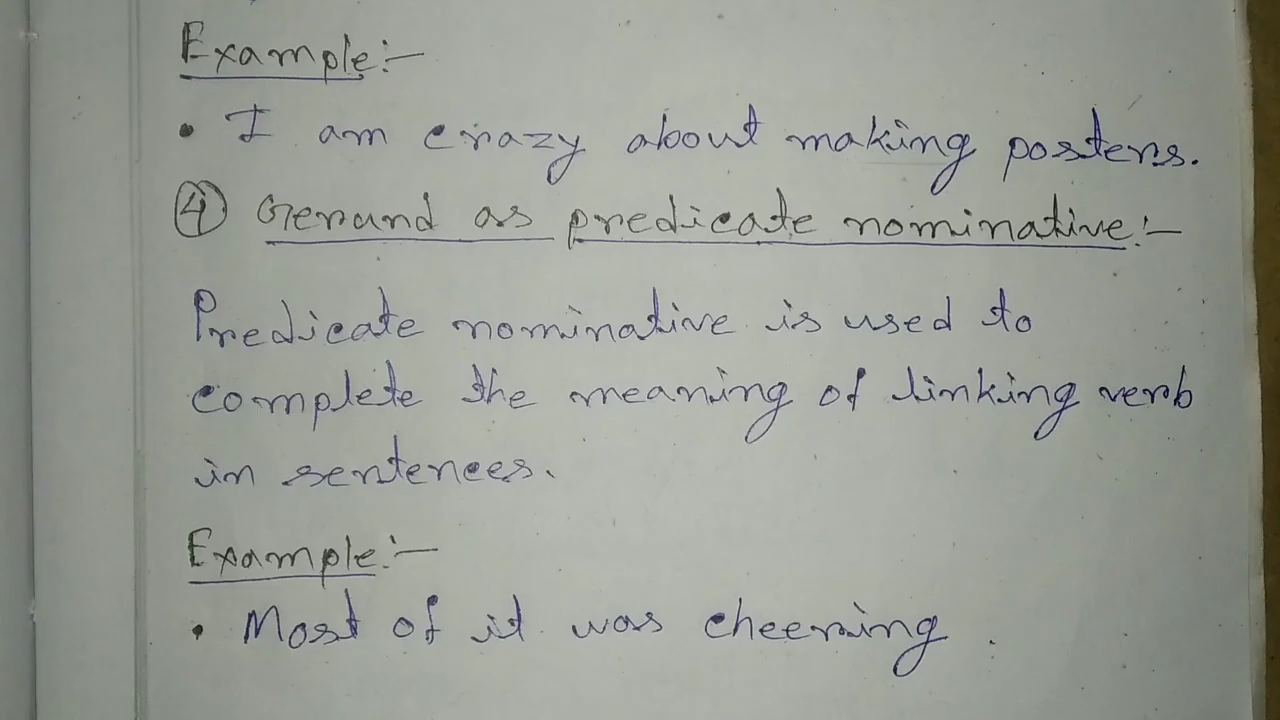 Example:-
• I am crazy about making posters.
④ Gerund as predicate nominative:-
Predicate nominative is used to
complete the meaning of linking verb
in sentences.
Example:-
• Most of it was cheering.